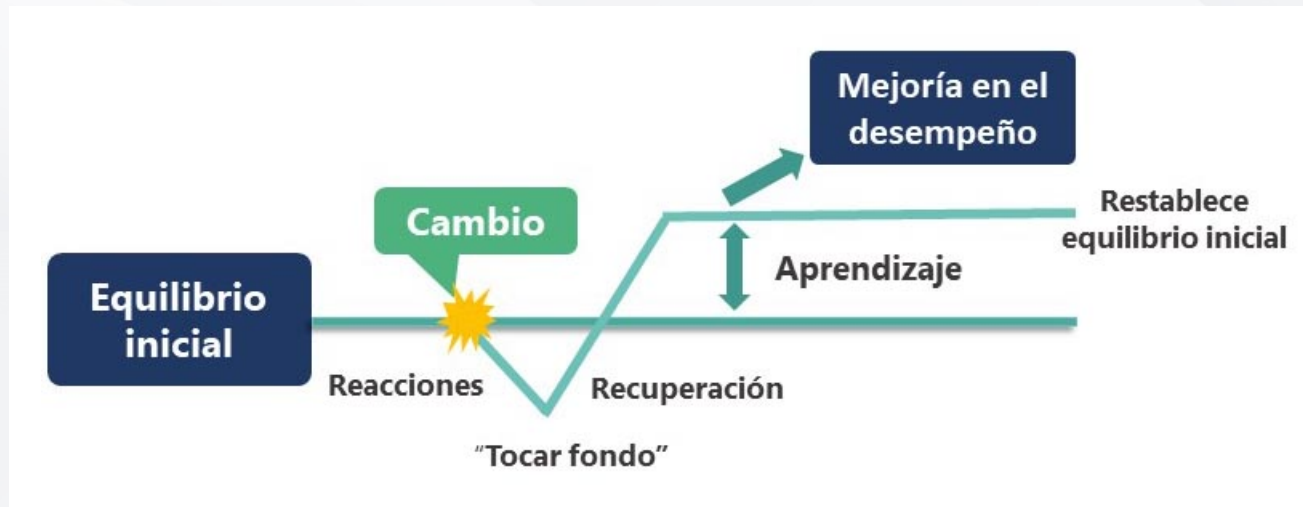 Mejoría en el
desempeño
Cambio
Restablece
equilibrio inicial
Aprendizaje
Equilibrio
inicial
Reacciones
Recuperación
“Tocar fondo”